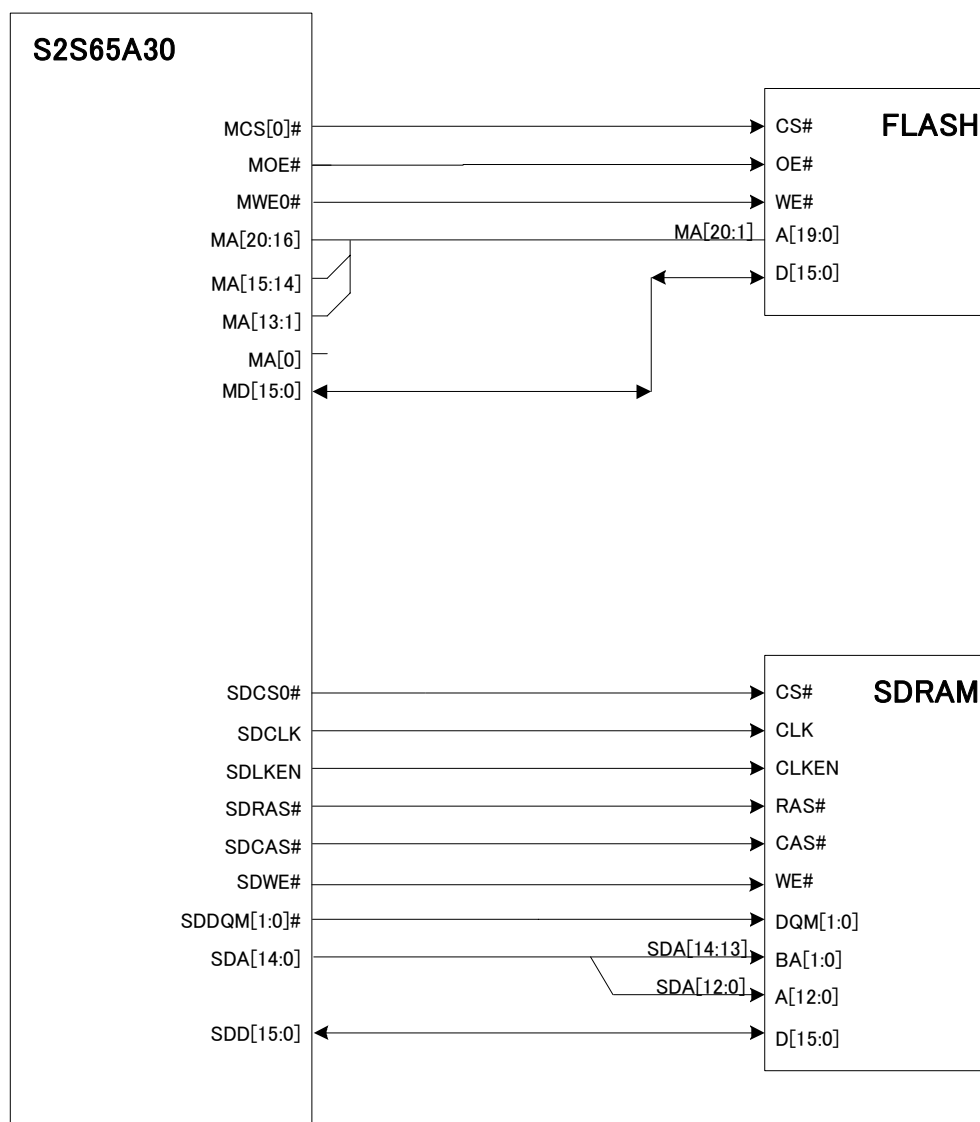 S2S65A30
MCS[0]#
MOE#
MWE0#
MA[20:16]
MA[15:14]
MA[13:1]
MA[0]
MD[15:0]
MA[20:1]
FLASH
CS#
OE#
WE#
A[19:0]
D[15:0]
SDCS0#
SDCLK
SDLKEN
SDRAS#
SDCAS#
SDWE#
SDDQM[1:0]#
SDA[14:0]
SDD[15:0]
SDA[14:13]
SDA[12:0]
SDRAM
CS#
CLK
CLKEN
RAS#
CAS#
WE#
DQM[1:0]
BA[1:0]
A[12:0]
D[15:0]